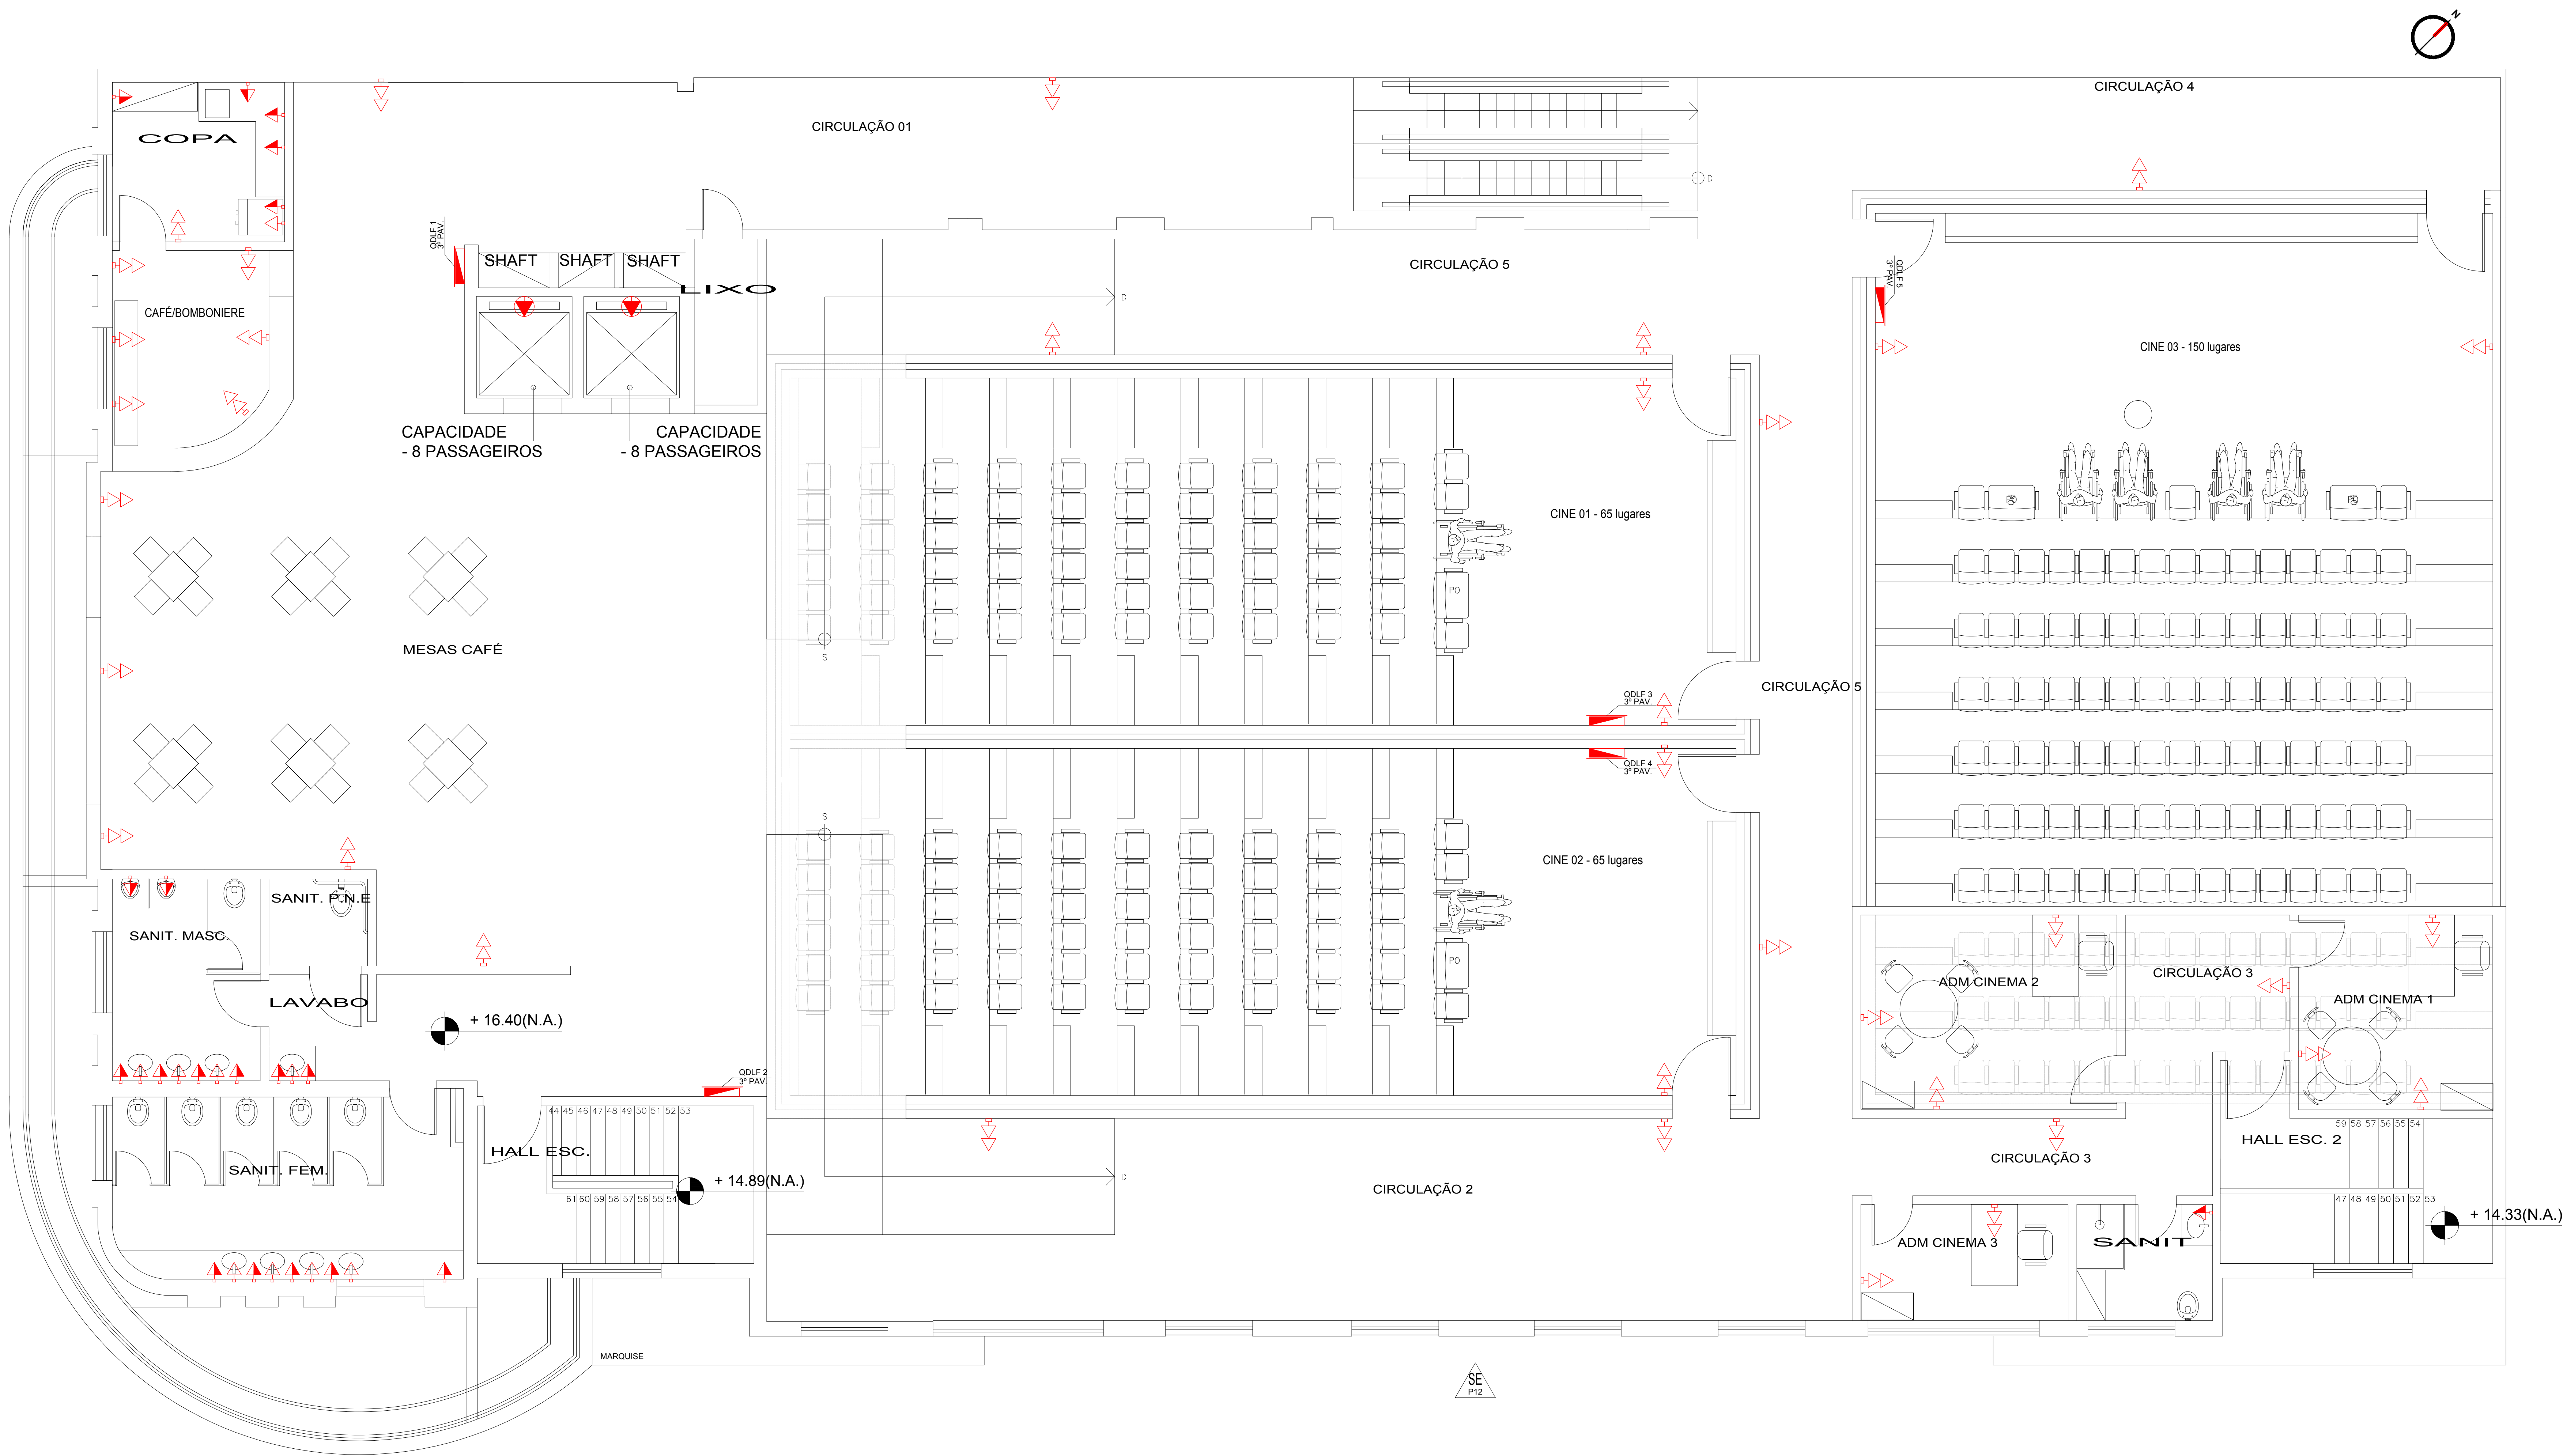 N
CIRCULAÇÃO 4
CIRCULAÇÃO 01
COPA
D
QDLF 1
3º PAV.
SHAFT
SHAFT
SHAFT
LIXO
CIRCULAÇÃO 5
QDLF 5
3º PAV.
D
CAFÉ/BOMBONIERE
CINE 03 - 150 lugares
CAPACIDADE
- 8 PASSAGEIROS
CAPACIDADE
- 8 PASSAGEIROS
CINE 01 - 65 lugares
PO
MESAS CAFÉ
S
CIRCULAÇÃO 5
QDLF 3
3º PAV.
QDLF 4
3º PAV.
S
CINE 02 - 65 lugares
SANIT. P.N.E
SANIT. MASC.
PO
LAVABO
CIRCULAÇÃO 3
ADM CINEMA 2
ADM CINEMA 1
+ 16.40(N.A.)
QDLF 2
3º PAV.
44 45 46 47 48 49 50 51 52 53
59 58 57 56 55 54
HALL ESC.
HALL ESC. 2
SANIT. FEM.
CIRCULAÇÃO 3
+ 14.89(N.A.)
D
CIRCULAÇÃO 2
61 60 59 58 57 56 55 54
47 48 49 50 51 52 53
+ 14.33(N.A.)
ADM CINEMA 3
SANIT
MARQUISE
SE
P12